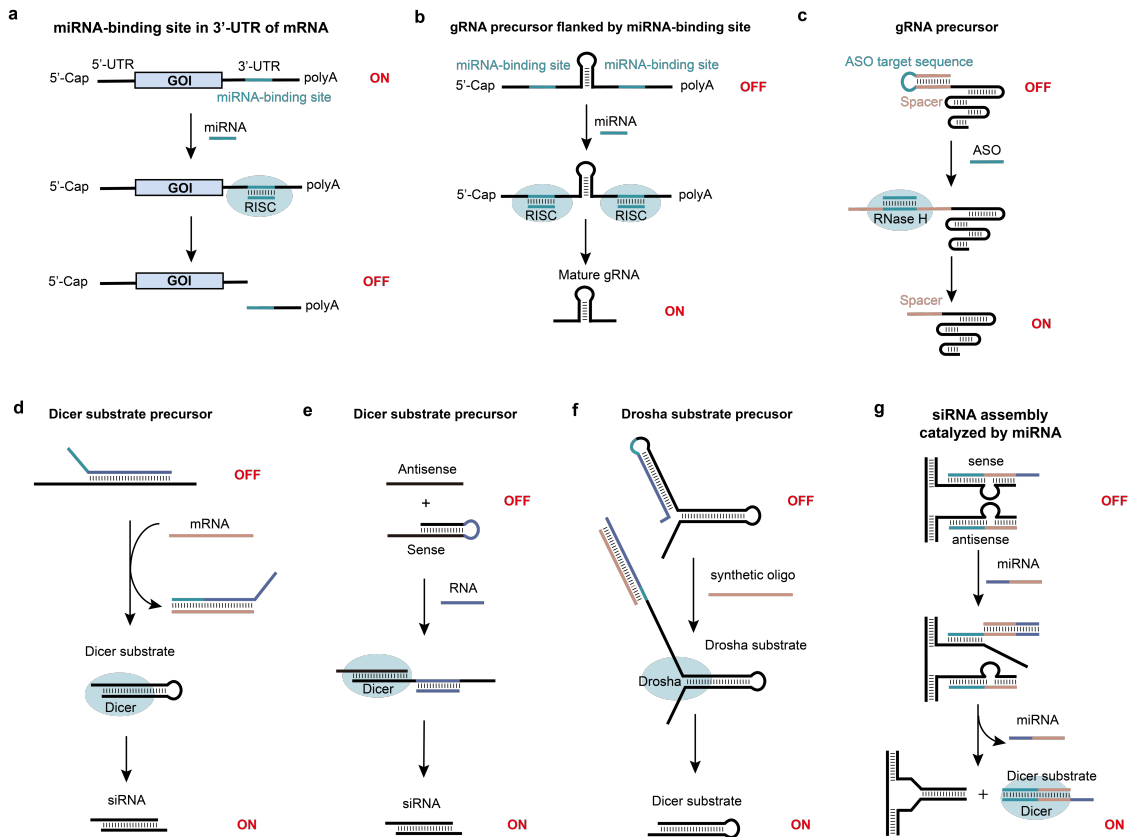 a
miRNA-binding site in 3'-UTR of mRNA
5'-UTR
3'-UTR
5'-Cap
GOI
polyA
ON
miRNA-binding site
miRNA
5'-Cap
GOI
polyA
RISC
5'-Cap
GOI
OFF
polyA
b
gRNA precursor flanked by miRNA-binding site
miRNA-binding site
miRNA-binding site
5'-Cap
polyA
OFF
miRNA
5'-Cap
polyA
RISC
RISC
Mature gRNA
ON
c
gRNA precursor
ASO target sequence
OFF
Spacer
ASO
RNase H
Spacer
ON
d
Dicer substrate precursor
OFF
mRNA
Dicer substrate
Dicer
siRNA
ON
e
Dicer substrate precursor
Antisense
+
OFF
Sense
RNA
Dicer
siRNA
ON
f
Drosha substrate precusor
OFF
synthetic oligo
Drosha substrate
Drosha
Dicer substrate
ON
g
siRNA assembly
catalyzed by miRNA
sense
OFF
antisense
miRNA
miRNA
+
Dicer substrate
Dicer
ON